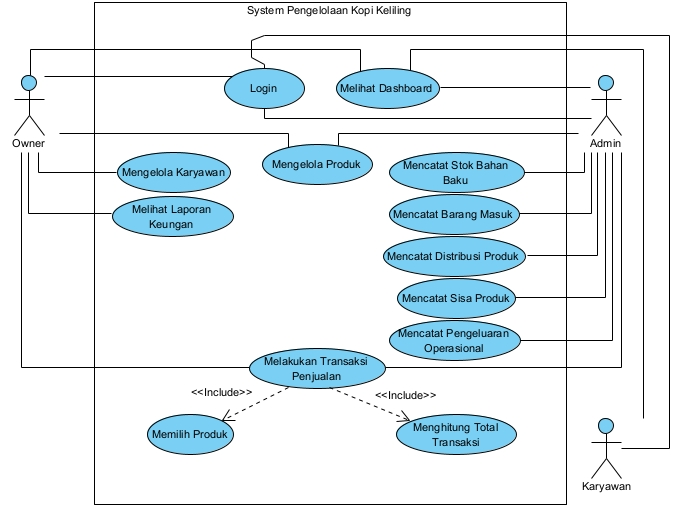 System Pengelolaan Kopi Keliling
Login
Melihat Dashboard
Owner
Admin
Mengelola Produk
Mengelola Karyawan
Mencatat Stok Bahan
Baku
Melihat Laporan
Keungan
Mencatat Barang Masuk
Mencatat Distribusi Produk
Mencatat Sisa Produk
Mencatat Pengeluaran
Operasional
Melakukan Transaksi
Penjualan
<<Include>>
<<Include>>
Memilih Produk
Menghitung Total
Transaksi
Karyawan